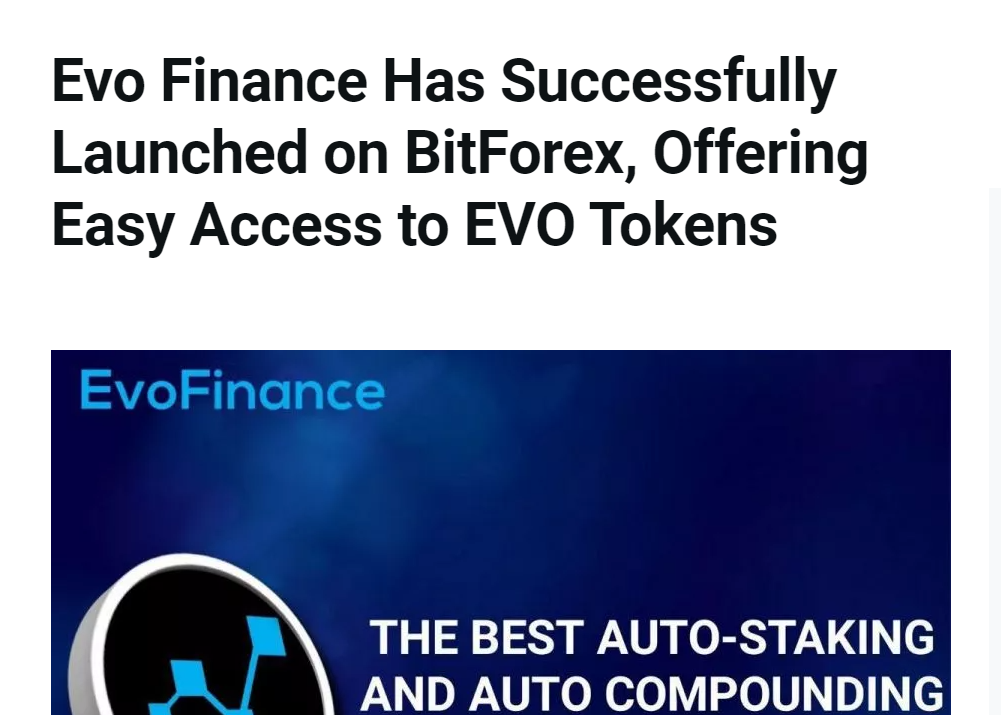 Evo Finance Has Successfully
Launched on BitForex, Offering
Easy Access to EVO Tokens
EvoFinance
THE BEST AUTO-STAKING
AND AUTO COMPOUNDING